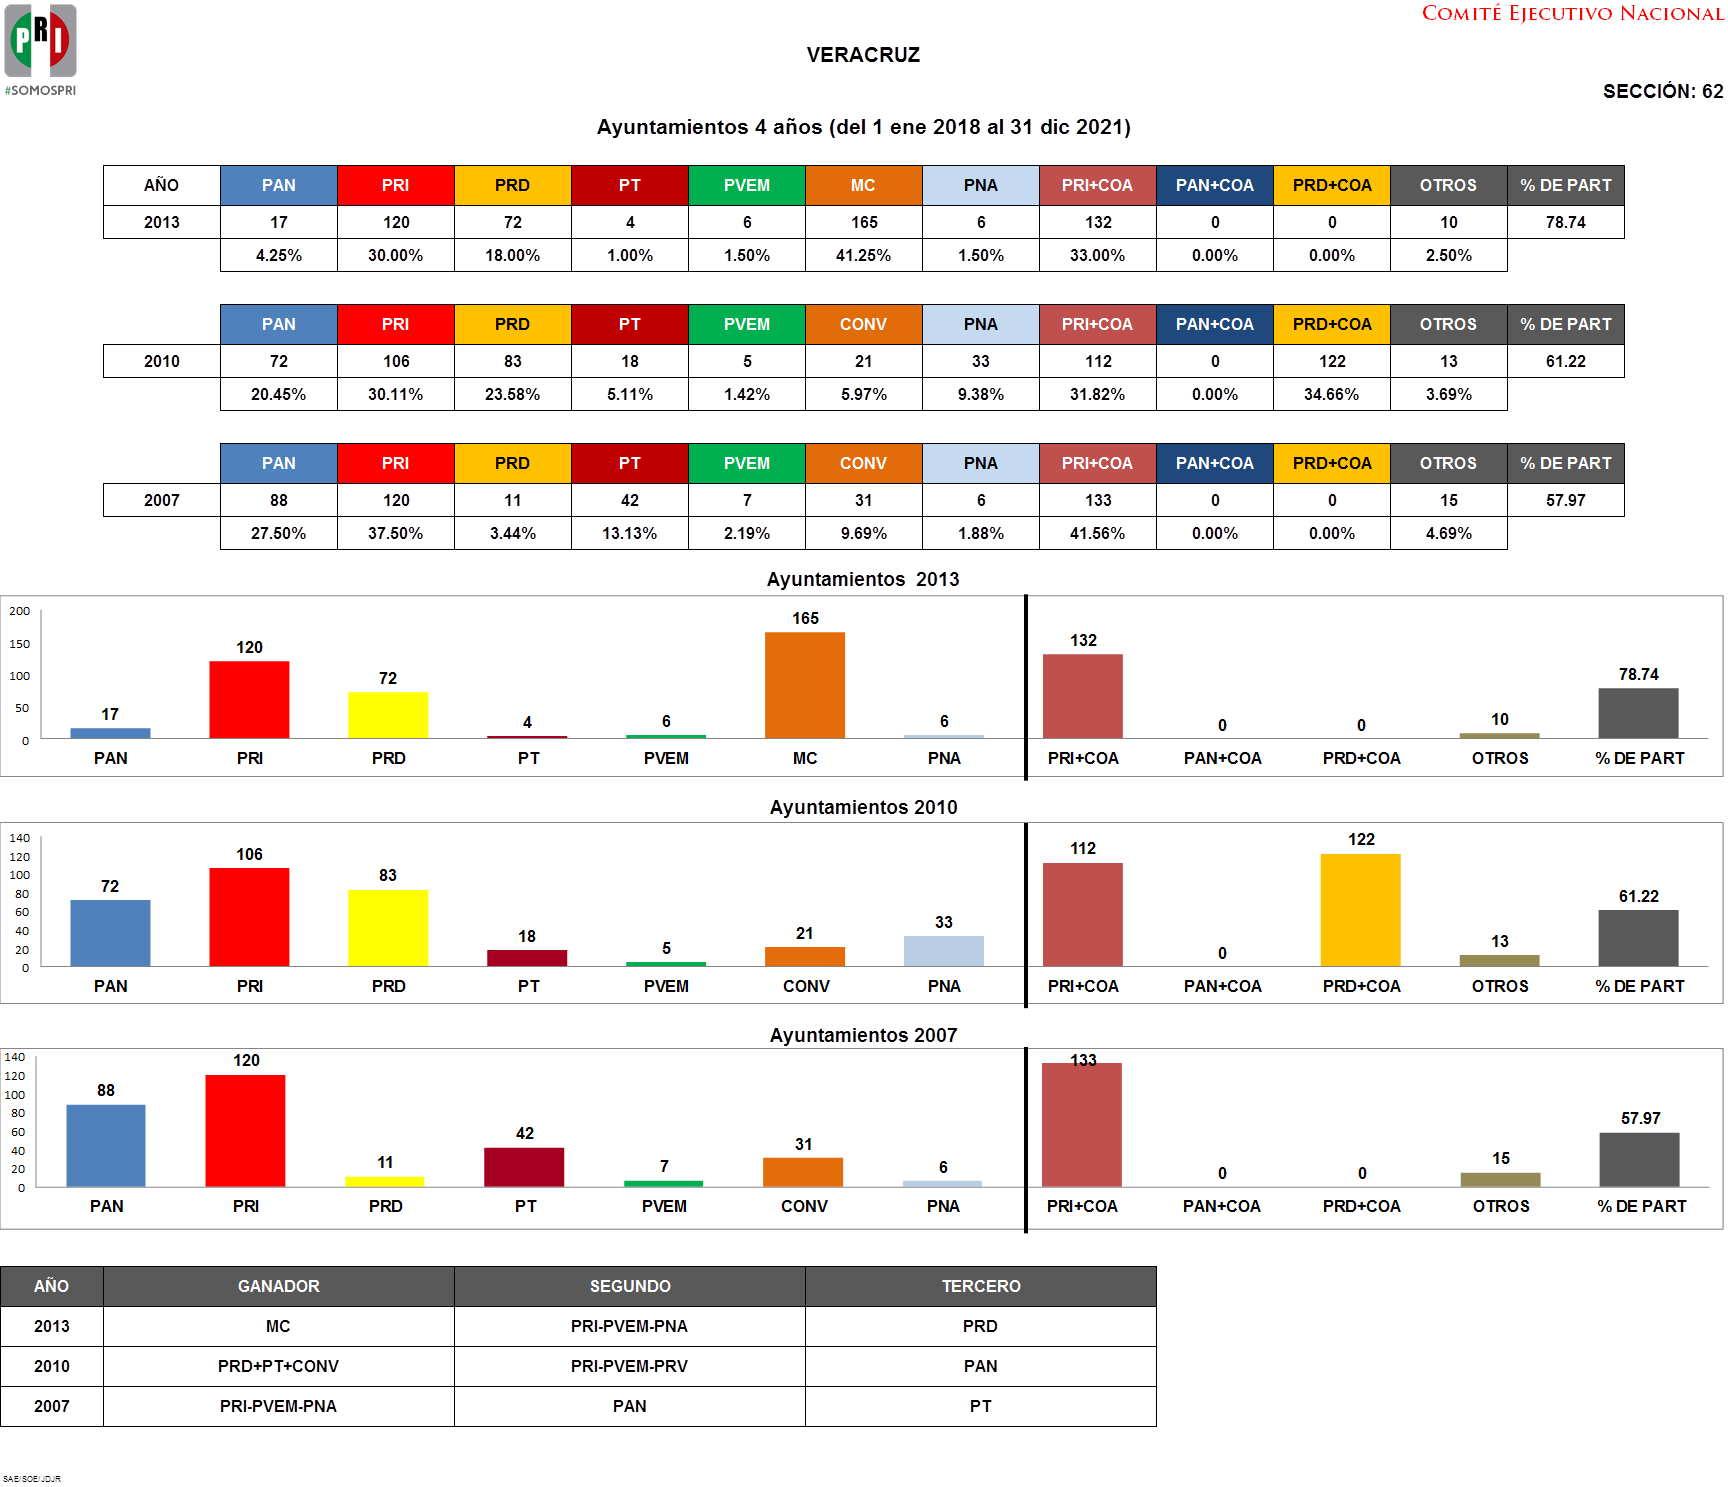 PRI
#SOMOSPRI
COMITÉ EJECUTIVO NACIONAL
VERACRUZ
SECCIÓN: 62
Ayuntamientos 4 años (del 1 ene 2018 al 31 dic 2021)
AÑO PAN PRI PRD PT PVEM MC PNA PRI+COA PAN+COA PRD+COA OTROS % DE PART
2013 17 120 72 4 6 165 6 132 0 0 10 78.74
4.25% 30.00% 18.00% 1.00% 1.50% 41.25% 1.50% 33.00% 0.00% 0.00% 2.50%
PAN PRI PRD PT PVEM CONV PNA PRI+COA PAN+COA PRD+COA OTROS % DE PART
2010 72 106 83 18 5 21 33 112 0 122 13 61.22
20.45% 30.11% 23.58% 5.11% 1.42% 5.97% 9.38% 31.82% 0.00% 34.66% 3.69%
PAN PRI PRD PT PVEM CONV PNA PRI+COA PAN+COA PRD+COA OTROS % DE PART
2007 88 120 11 42 7 31 6 133 0 0 15 57.97
27.50% 37.50% 3.44% 13.13% 2.19% 9.69% 1.88% 41.56% 0.00% 0.00% 4.69%
Ayuntamientos 2013
200
150
100
50
0
17 120 72 4 6 165 6 132 0 0 10 78.74
PAN PRI PRD PT PVEM MC PNA PRI+COA PAN+COA PRD+COA OTROS % DE PART
Ayuntamientos 2010
140
120
100
80
60
40
20
0
72 106 83 18 5 21 33 112 0 122 13 61.22
PAN PRI PRD PT PVEM CONV PNA PRI+COA PAN+COA PRD+COA OTROS % DE PART
Ayuntamientos 2007
140
120
100
80
60
40
20
0
88 120 11 42 7 31 6 133 0 0 15 57.97
PAN PRI PRD PT PVEM CONV PNA PRI+COA PAN+COA PRD+COA OTROS % DE PART
AÑO GANADOR SEGUNDO TERCERO
2013 MC PRI-PVEM-PNA PRD
2010 PRD+PT+CONV PRI-PVEM-PRV PAN
2007 PRI-PVEM-PNA PAN PT
SAE/SOE/JDJR